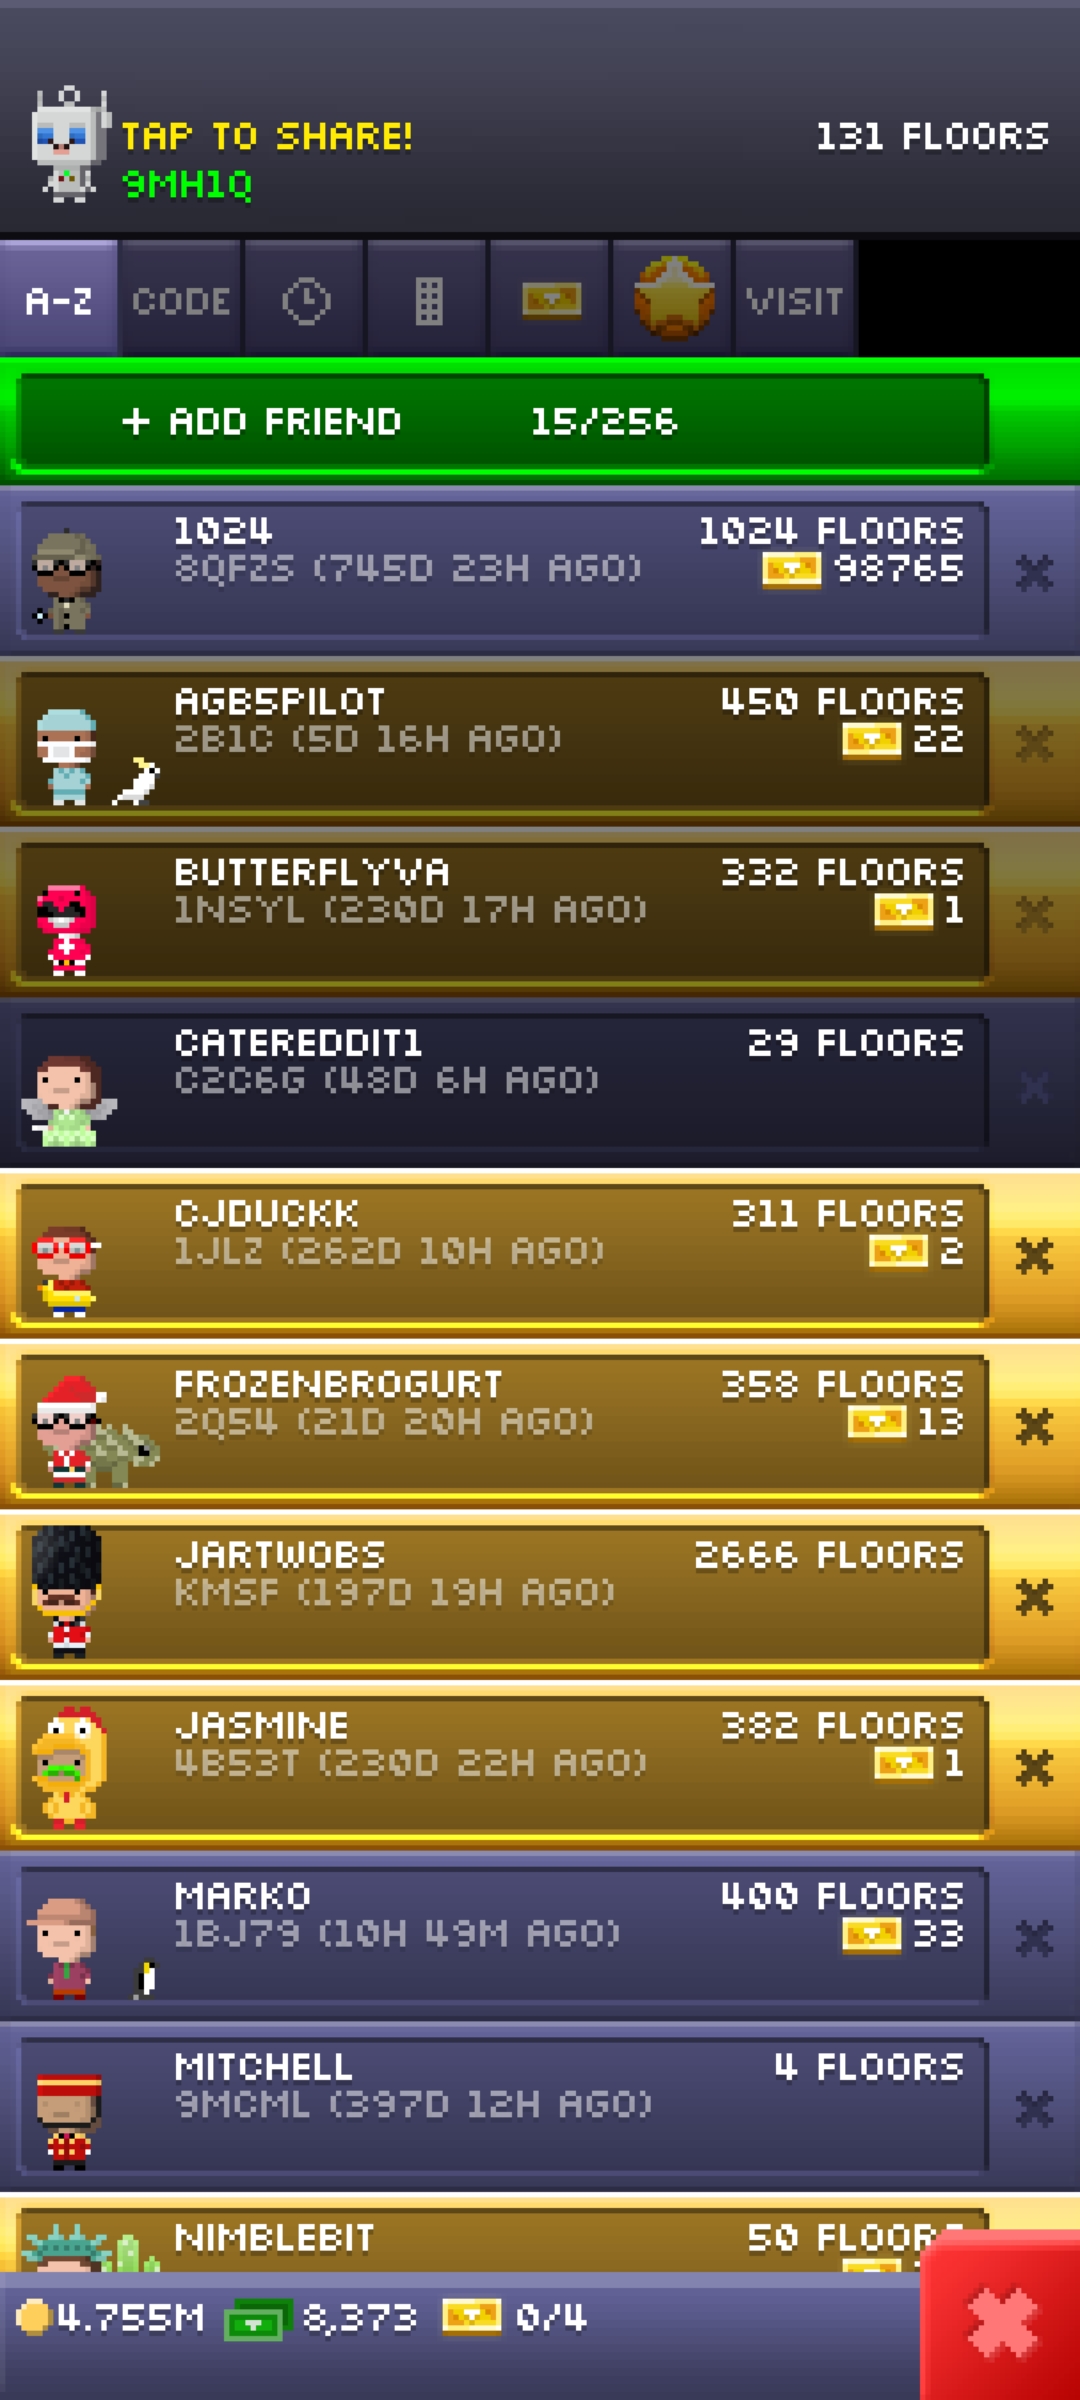 TAP TO SHARE!
131 FLOORS
9MH1Q
A-Z CODE VISIT
+ ADD FRIEND 15/256
1024 1024 FLOORS
8QFZS (745D 23H AGO) 98765
AGB5PILOT 450 FLOORS
2B1C (5D 16H AGO) 22
BUTTERFLYVA 332 FLOORS
1NSYL (230D 17H AGO) 1
CATEREDDIT1 29 FLOORS
C2C6G (48D 6H AGO)
CJDUCKK 311 FLOORS
1JLZ (262D 10H AGO) 2
FROZENBROGURT 358 FLOORS
2Q54 (21D 20H AGO) 13
JARTWOBS 2666 FLOORS
KMSF (197D 19H AGO)
JASMINE 382 FLOORS
4B53T (230D 22H AGO) 1
MARKO 400 FLOORS
1BJ79 (10H 49M AGO) 33
MITCHELL 4 FLOORS
9MCML (397D 12H AGO)
NIMBLEBIT 50 FLOORS
4.755M 8,373 0/4